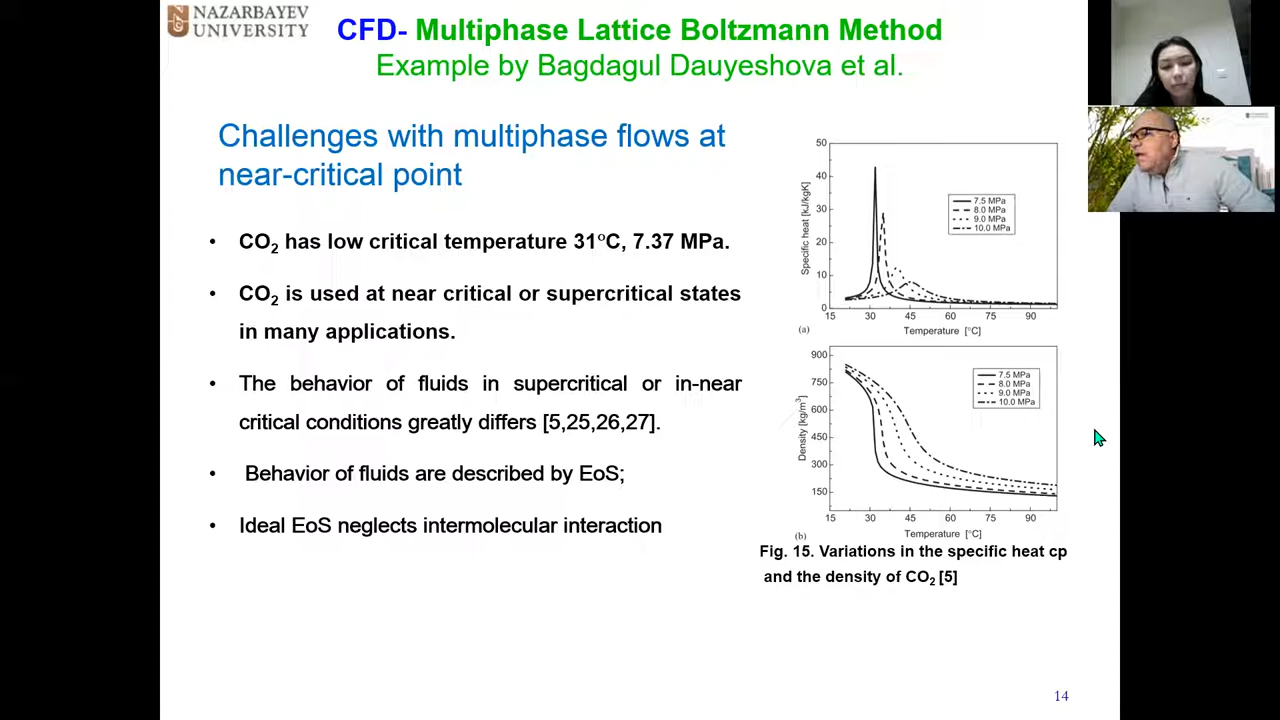 NAZARBAYEV
UNIVERSITY
CFD- Multiphase Lattice Boltzmann Method
Example by Bagdagul Dauyeshova et al.
Challenges with multiphase flows at
near-critical point
• CO₂ has low critical temperature 31°C, 7.37 MPa.
• CO₂ is used at near critical or supercritical states
in many applications.
• The behavior of fluids in supercritical or in-near
critical conditions greatly differs [5,25,26,27].
• Behavior of fluids are described by EoS;
• Ideal EoS neglects intermolecular interaction
50
40
30
20
10
0
Specific heat [kJ/kgK]
7.5 MPa
8.0 MPa
9.0 MPa
10.0 MPa
15 30 45 60 75 90
(a)
Temperature [°C]
900
750
600
450
300
150
Density [kg/m³]
7.5 MPa
8.0 MPa
9.0 MPa
10.0 MPa
15 30 45 60 75 90
(b)
Temperature [°C]
Fig. 15. Variations in the specific heat cp
and the density of CO₂ [5]
14